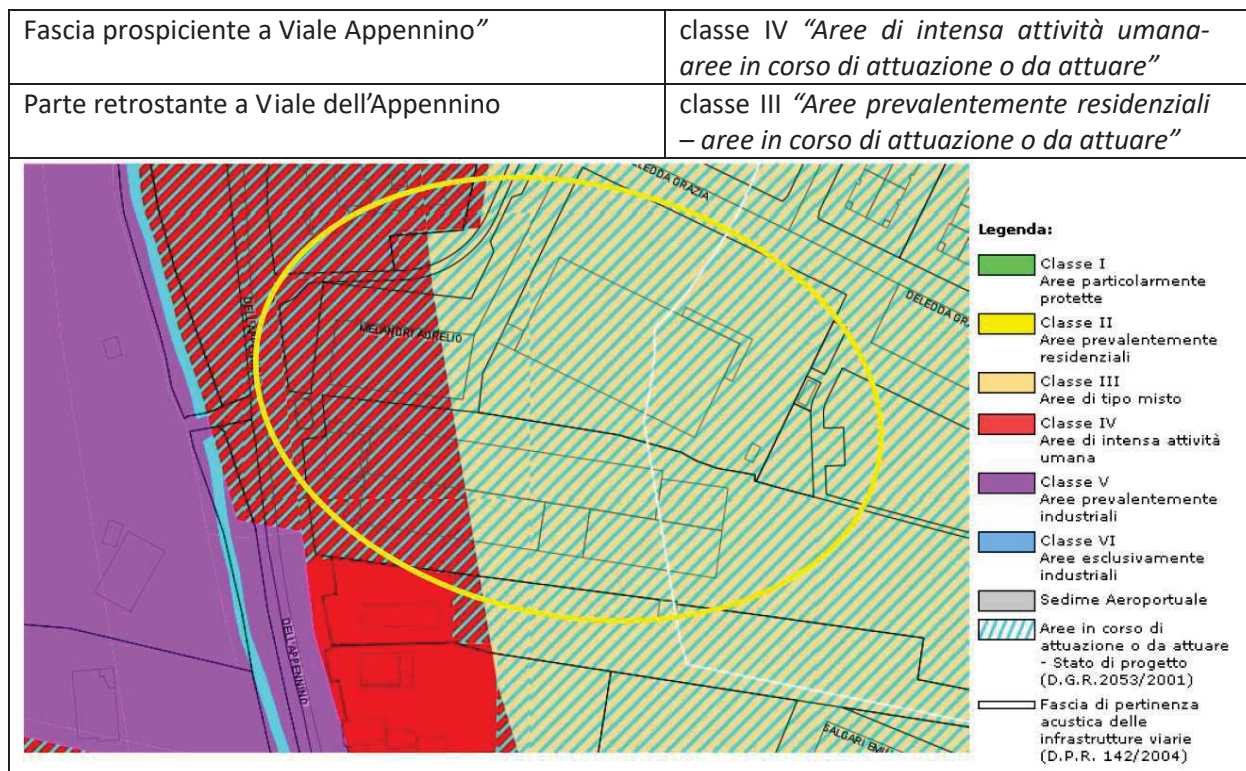 Fascia prospiciente a Viale Appennino”
classe IV “Aree di intensa attività umana-
aree in corso di attuazione o da attuare”
Parte retrostante a Viale dell’Appennino
classe III “Aree prevalentemente residenziali
– aree in corso di attuazione o da attuare”
DELEDDA GRAZIA
DELEDDA GRA
MELANDRI AURELIO
DELL'APPENNINO
SALGARI EMI
Legenda:
Classe I
Aree particolarmente
protette
Classe II
Aree prevalentemente
residenziali
Classe III
Aree di tipo misto
Classe IV
Aree di intensa attività
umana
Classe V
Aree prevalentemente
industriali
Classe VI
Aree esclusivamente
industriali
Sedime Aeroportuale
Aree in corso di
attuazione o da attuare
- Stato di progetto
(D.G.R.2053/2001)
Fascia di pertinenza
acustica delle
infrastrutture viarie
(D.P.R. 142/2004)